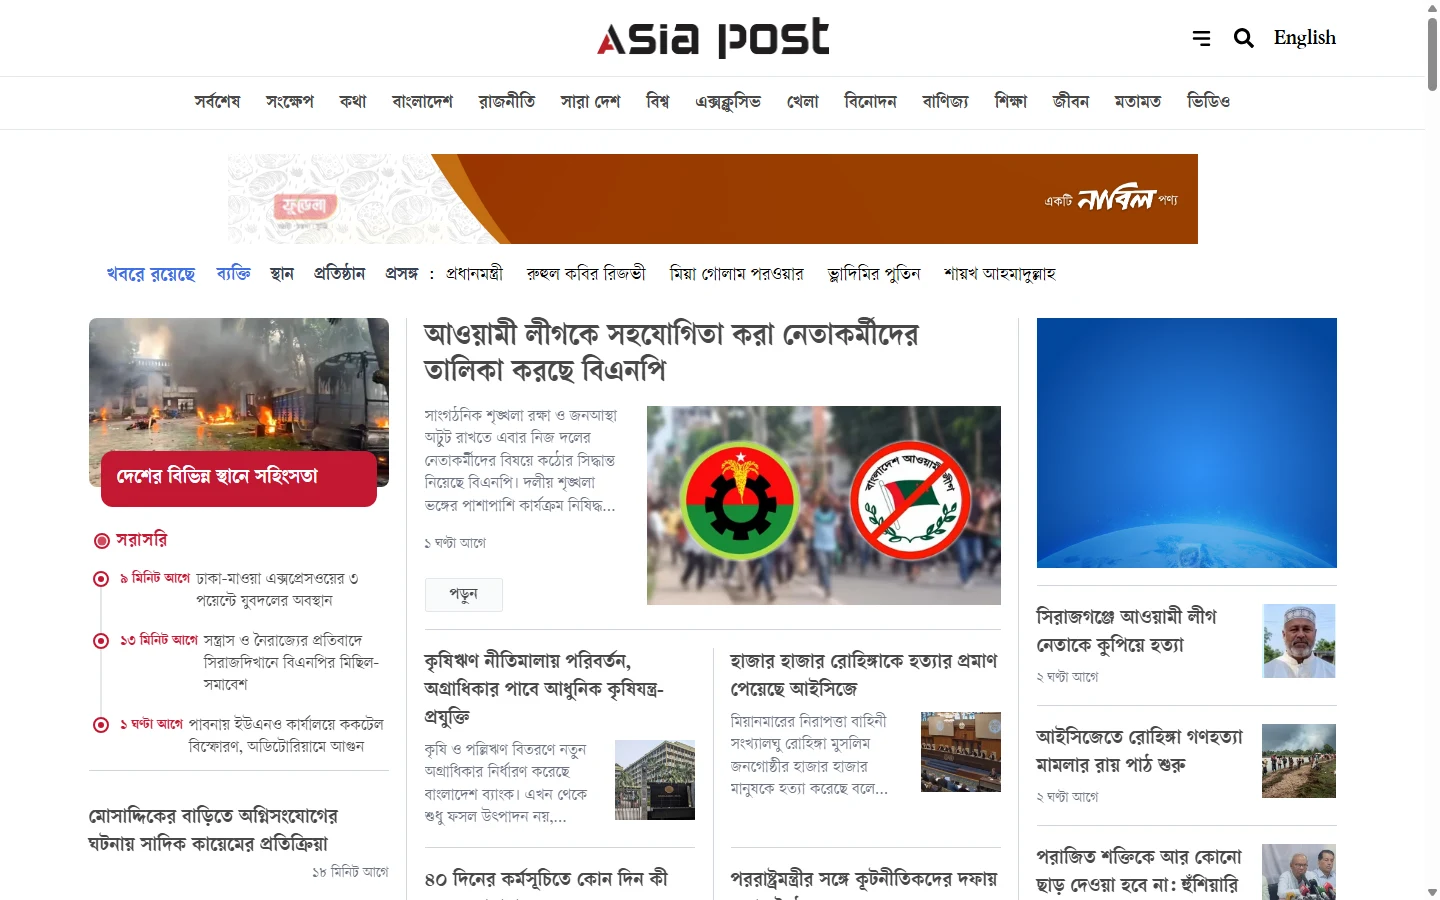 Asia post
English
সর্বশেষ সংক্ষেপ কথা বাংলাদেশ রাজনীতি সারা দেশ বিশ্ব এক্সক্লুসিভ খেলা বিনোদন বাণিজ্য শিক্ষা জীবন মতামত ভিডিও
ফুডেলা
একটি নাবিল পণ্য
খবরে রয়েছে ব্যক্তি স্থান প্রতিষ্ঠান প্রসঙ্গ : প্রধানমন্ত্রী রুহুল কবির রিজভী মিয়া গোলাম পরওয়ার ভ্লাদিমির পুতিন শায়খ আহমাদুল্লাহ
দেশের বিভিন্ন স্থানে সহিংসতা
সরাসরি
৯ মিনিট আগে ঢাকা-মাওয়া এক্সপ্রেসওয়ের ৩
পয়েন্টে যুবদলের অবস্থান
১৩ মিনিট আগে সন্ত্রাস ও নৈরাজ্যের প্রতিবাদে
সিরাজদিখানে বিএনপির মিছিল-
সমাবেশ
১ ঘণ্টা আগে পাবনায় ইউএনও কার্যালয়ে ককটেল
বিস্ফোরণ, অডিটোরিয়ামে আগুন
মোসাদ্দিকের বাড়িতে অগ্নিসংযোগের
ঘটনায় সাদিক কায়েমের প্রতিক্রিয়া
১৮ মিনিট আগে
আওয়ামী লীগকে সহযোগিতা করা নেতাকর্মীদের
তালিকা করছে বিএনপি
সাংগঠনিক শৃঙ্খলা রক্ষা ও জনআস্থা
অটুট রাখতে এবার নিজ দলের
নেতাকর্মীদের বিষয়ে কঠোর সিদ্ধান্ত
নিয়েছে বিএনপি। দলীয় শৃঙ্খলা
ভঙ্গের পাশাপাশি কার্যক্রম নিষিদ্ধ...
১ ঘণ্টা আগে
পড়ুন
বাংলাদেশ আওয়ামী লীগ
কৃষিঋণ নীতিমালায় পরিবর্তন,
অগ্রাধিকার পাবে আধুনিক কৃষিযন্ত্র-
প্রযুক্তি
কৃষি ও পল্লিঋণ বিতরণে নতুন
অগ্রাধিকার নির্ধারণ করেছে
বাংলাদেশ ব্যাংক। এখন থেকে
শুধু ফসল উৎপাদন নয়,...
৪০ দিনের কর্মসূচিতে কোন দিন কী
হাজার হাজার রোহিঙ্গাকে হত্যার প্রমাণ
পেয়েছে আইসিজে
মিয়ানমারের নিরাপত্তা বাহিনী
সংখ্যালঘু রোহিঙ্গা মুসলিম
জনগোষ্ঠীর হাজার হাজার
মানুষকে হত্যা করেছে বলে...
পররাষ্ট্রমন্ত্রীর সঙ্গে কূটনীতিকদের দফায়
সিরাজগঞ্জে আওয়ামী লীগ
নেতাকে কুপিয়ে হত্যা
২ ঘণ্টা আগে
আইসিজেতে রোহিঙ্গা গণহত্যা
মামলার রায় পাঠ শুরু
২ ঘণ্টা আগে
পরাজিত শক্তিকে আর কোনো
ছাড় দেওয়া হবে না: হুঁশিয়ারি